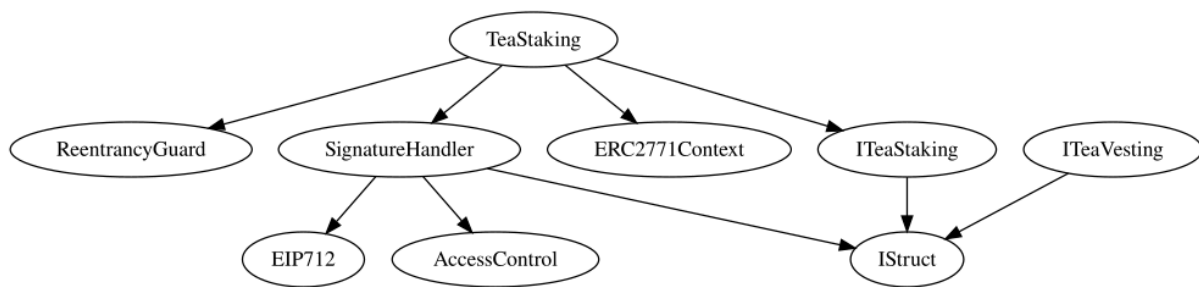 TeaStaking
ReentrancyGuard
SignatureHandler
ERC2771Context
ITeaStaking
ITeaVesting
EIP712
AccessControl
IStruct